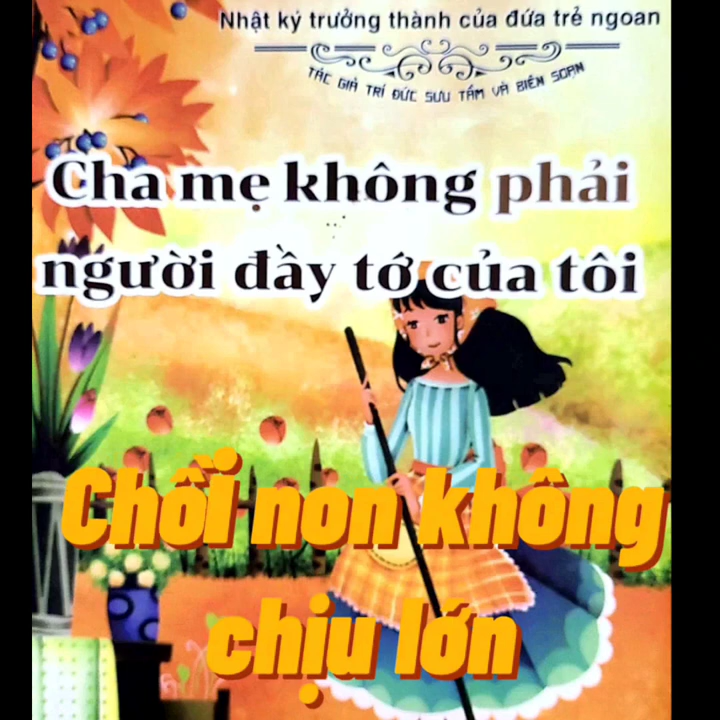 Nhật ký trưởng thành của đứa trẻ ngoan
TÁC GIẢ TRÍ ĐỨC SƯU TẦM VÀ BIÊN SOẠN
Cha mẹ không phải
người đầy tớ của tôi
Chồi non không
chịu lớn